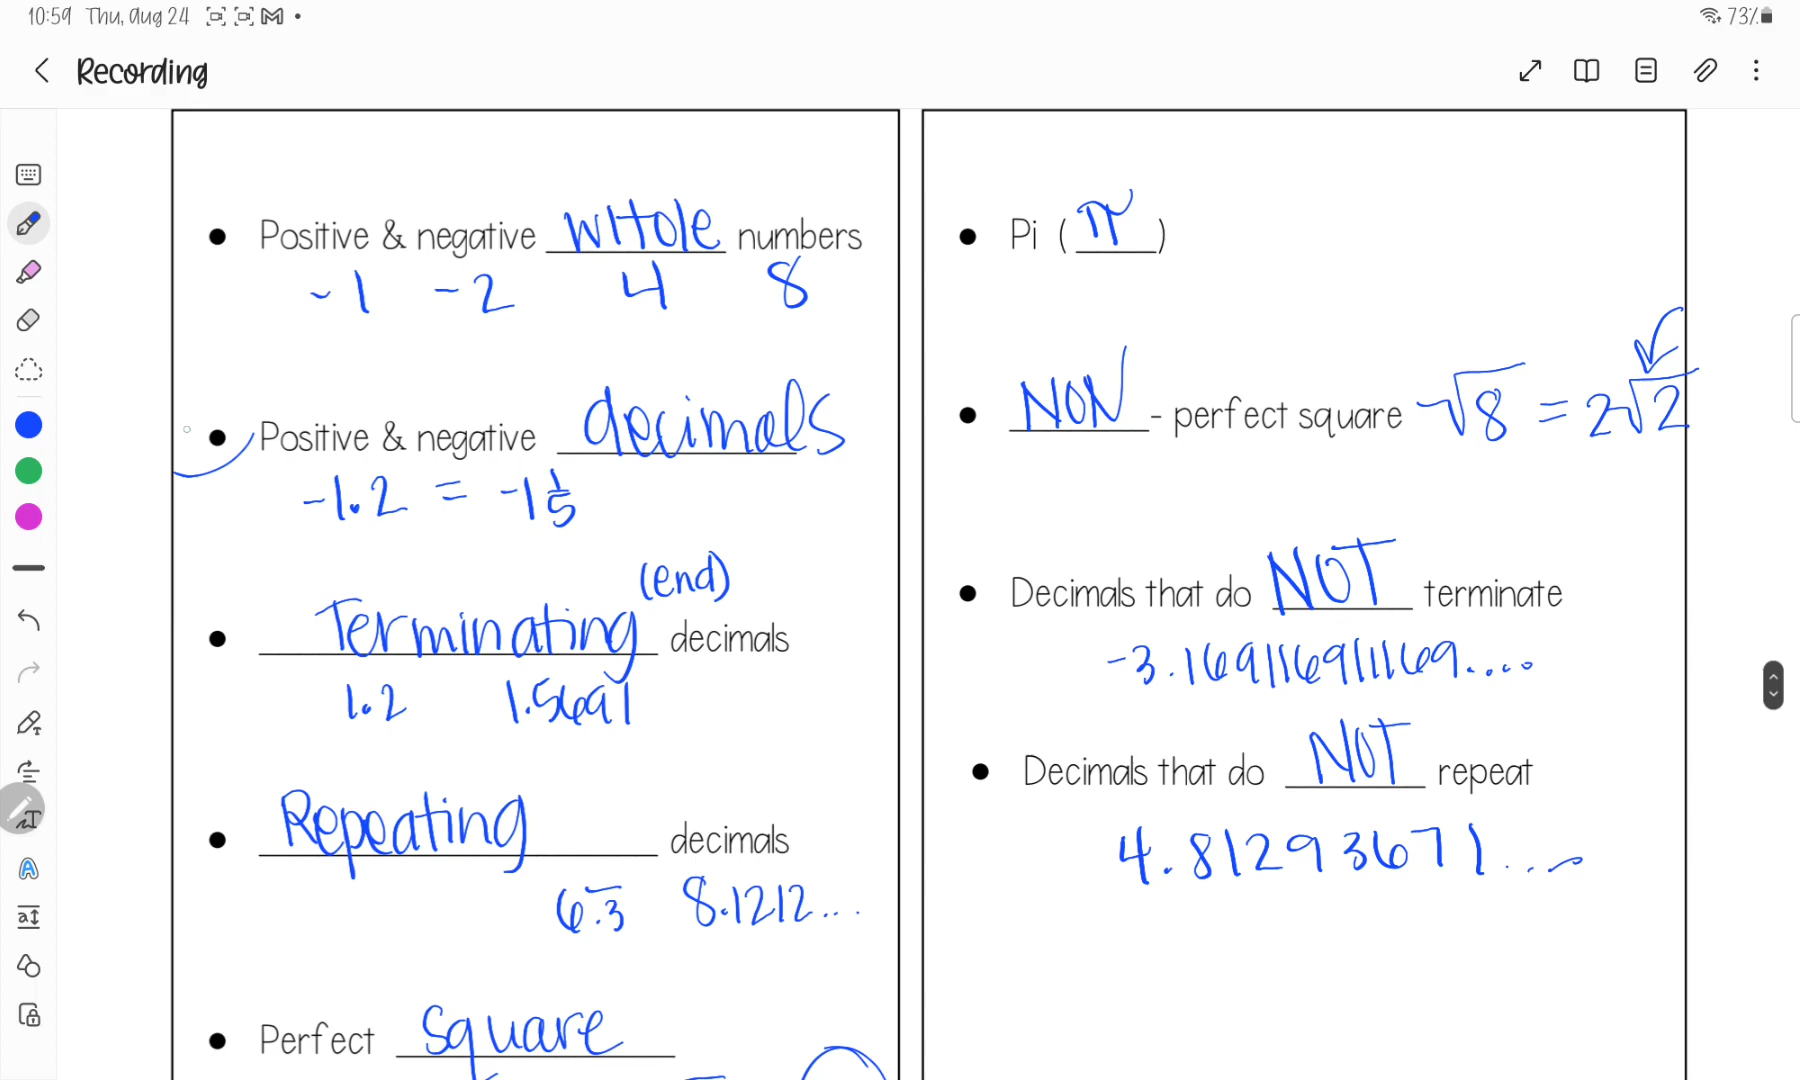 10:59 Thu, Aug 24
73%
Recording
Positive & negative whole numbers
-1 -2 4 8
Positive & negative decimals
-1.2 = -1 1/5
(end)
Terminating decimals
1.2 1.5691
Repeating decimals
6.3̅ 8.1212...
Perfect square
Pi (π)
NON - perfect square √8 = 2√2
Decimals that do NOT terminate
-3.169116911169....
Decimals that do NOT repeat
4.81293671....